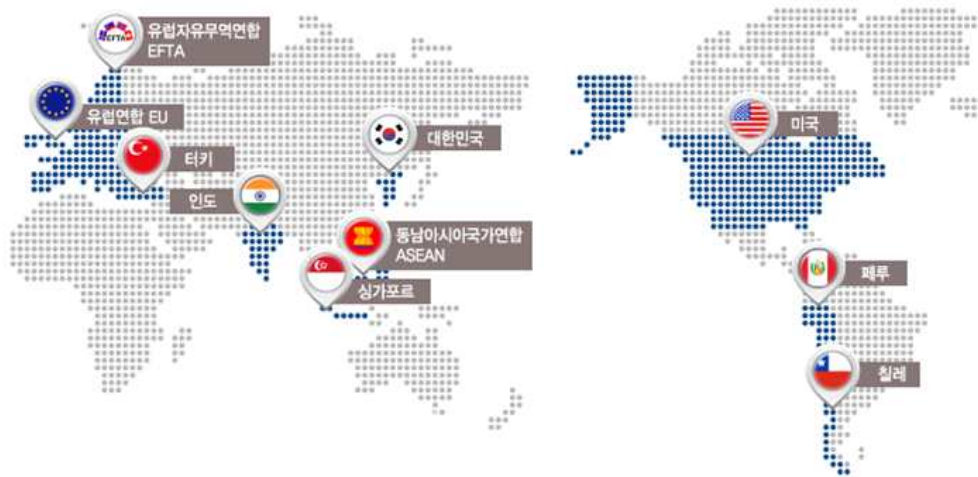 유럽자유무역연합
EFTA
EFTA
유럽연합 EU
터키
인도
대한민국
동남아시아국가연합
ASEAN
싱가포르
미국
페루
칠레